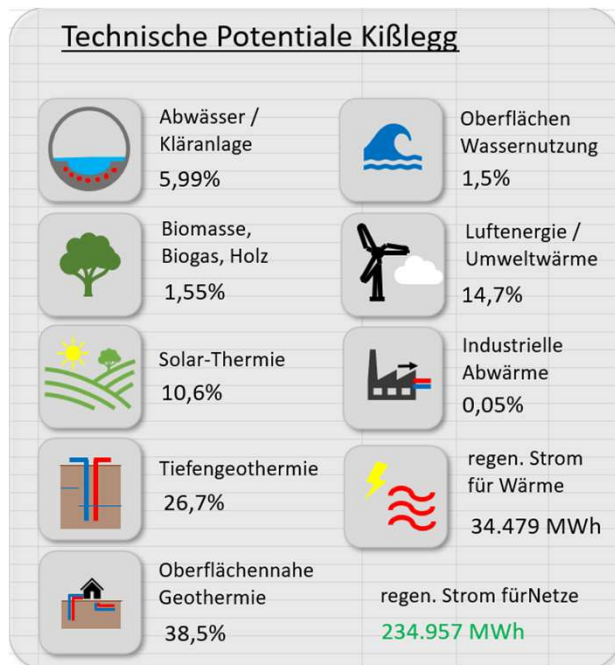 Technische Potentiale Kißlegg
Abwässer /
Kläranlage
5,99%
Oberflächen
Wassernutzung
1,5%
Biomasse,
Biogas, Holz
1,55%
Luftenergie /
Umweltwärme
14,7%
Solar-Thermie
10,6%
Industrielle
Abwärme
0,05%
Tiefengeothermie
26,7%
regen. Strom
für Wärme
34.479 MWh
Oberflächennahe
Geothermie
38,5%
regen. Strom fürNetze
234.957 MWh